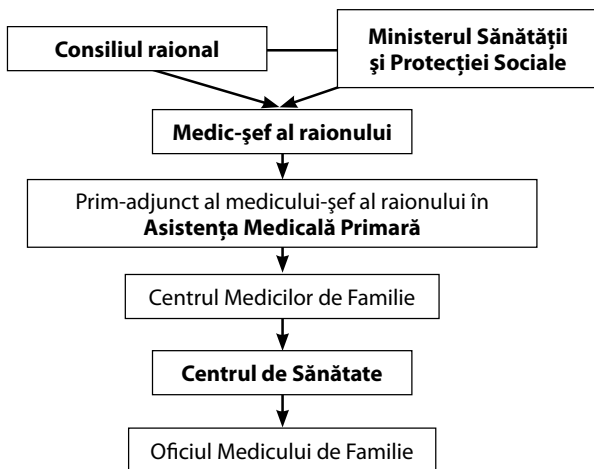 Consiliul raional
Ministerul Sănătăţii
şi Protecţiei Sociale
Medic-şef al raionului
Prim-adjunct al medicului-şef al raionului în
Asistenţa Medicală Primară
Centrul Medicilor de Familie
Centrul de Sănătate
Oficiul Medicului de Familie